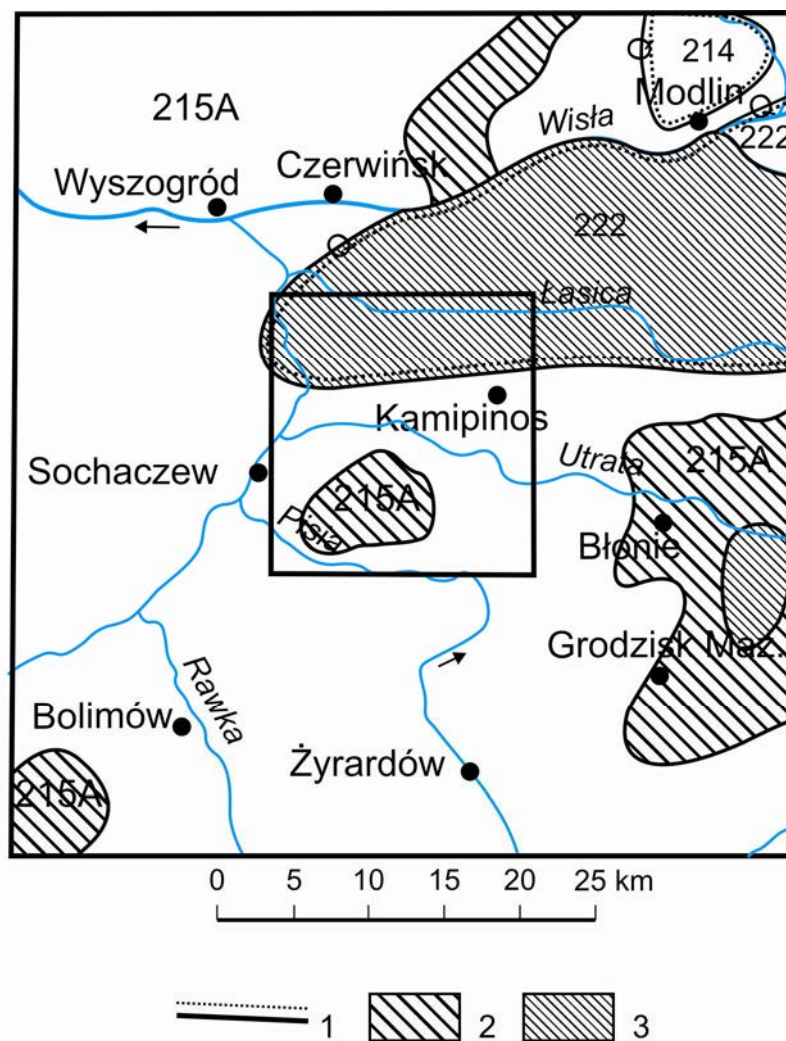 214
Modlin
215A
Wisła
222
Czerwińsk
Wyszogród
222
Łasica
Kamipinos
Sochaczew
Utrata
215A
215A
Pisia
Błonie
Grodzisk Maz.
Rawka
Bolimów
Żyrardów
215A
0 5 10 15 20 25 km
1 2 3